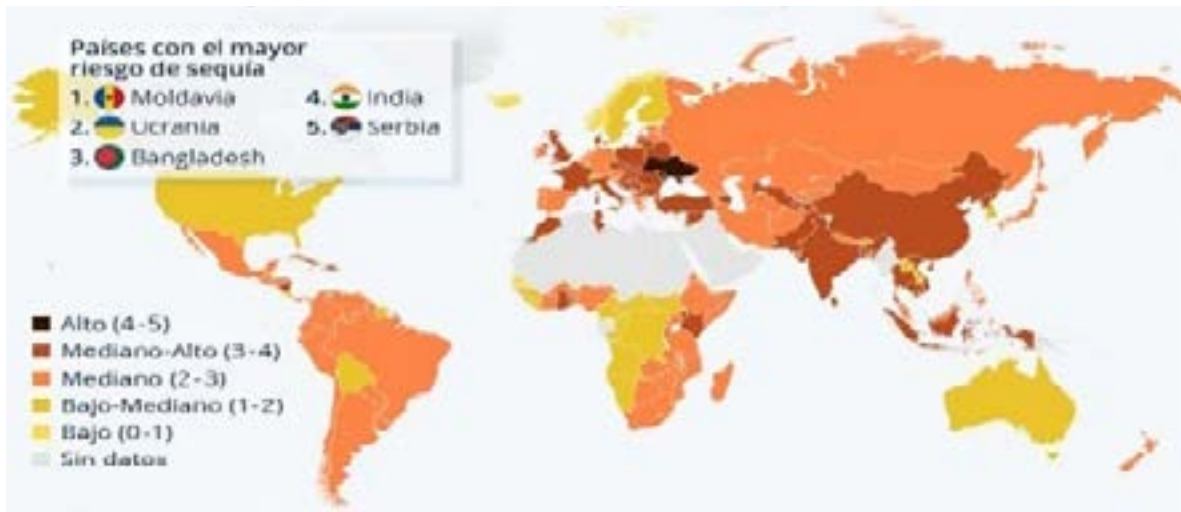 Países con el mayor
riesgo de sequía
1. Moldavia
2. Ucrania
3. Bangladesh
4. India
5. Serbia
Alto (4-5)
Mediano-Alto (3-4)
Mediano (2-3)
Bajo-Mediano (1-2)
Bajo (0-1)
Sin datos